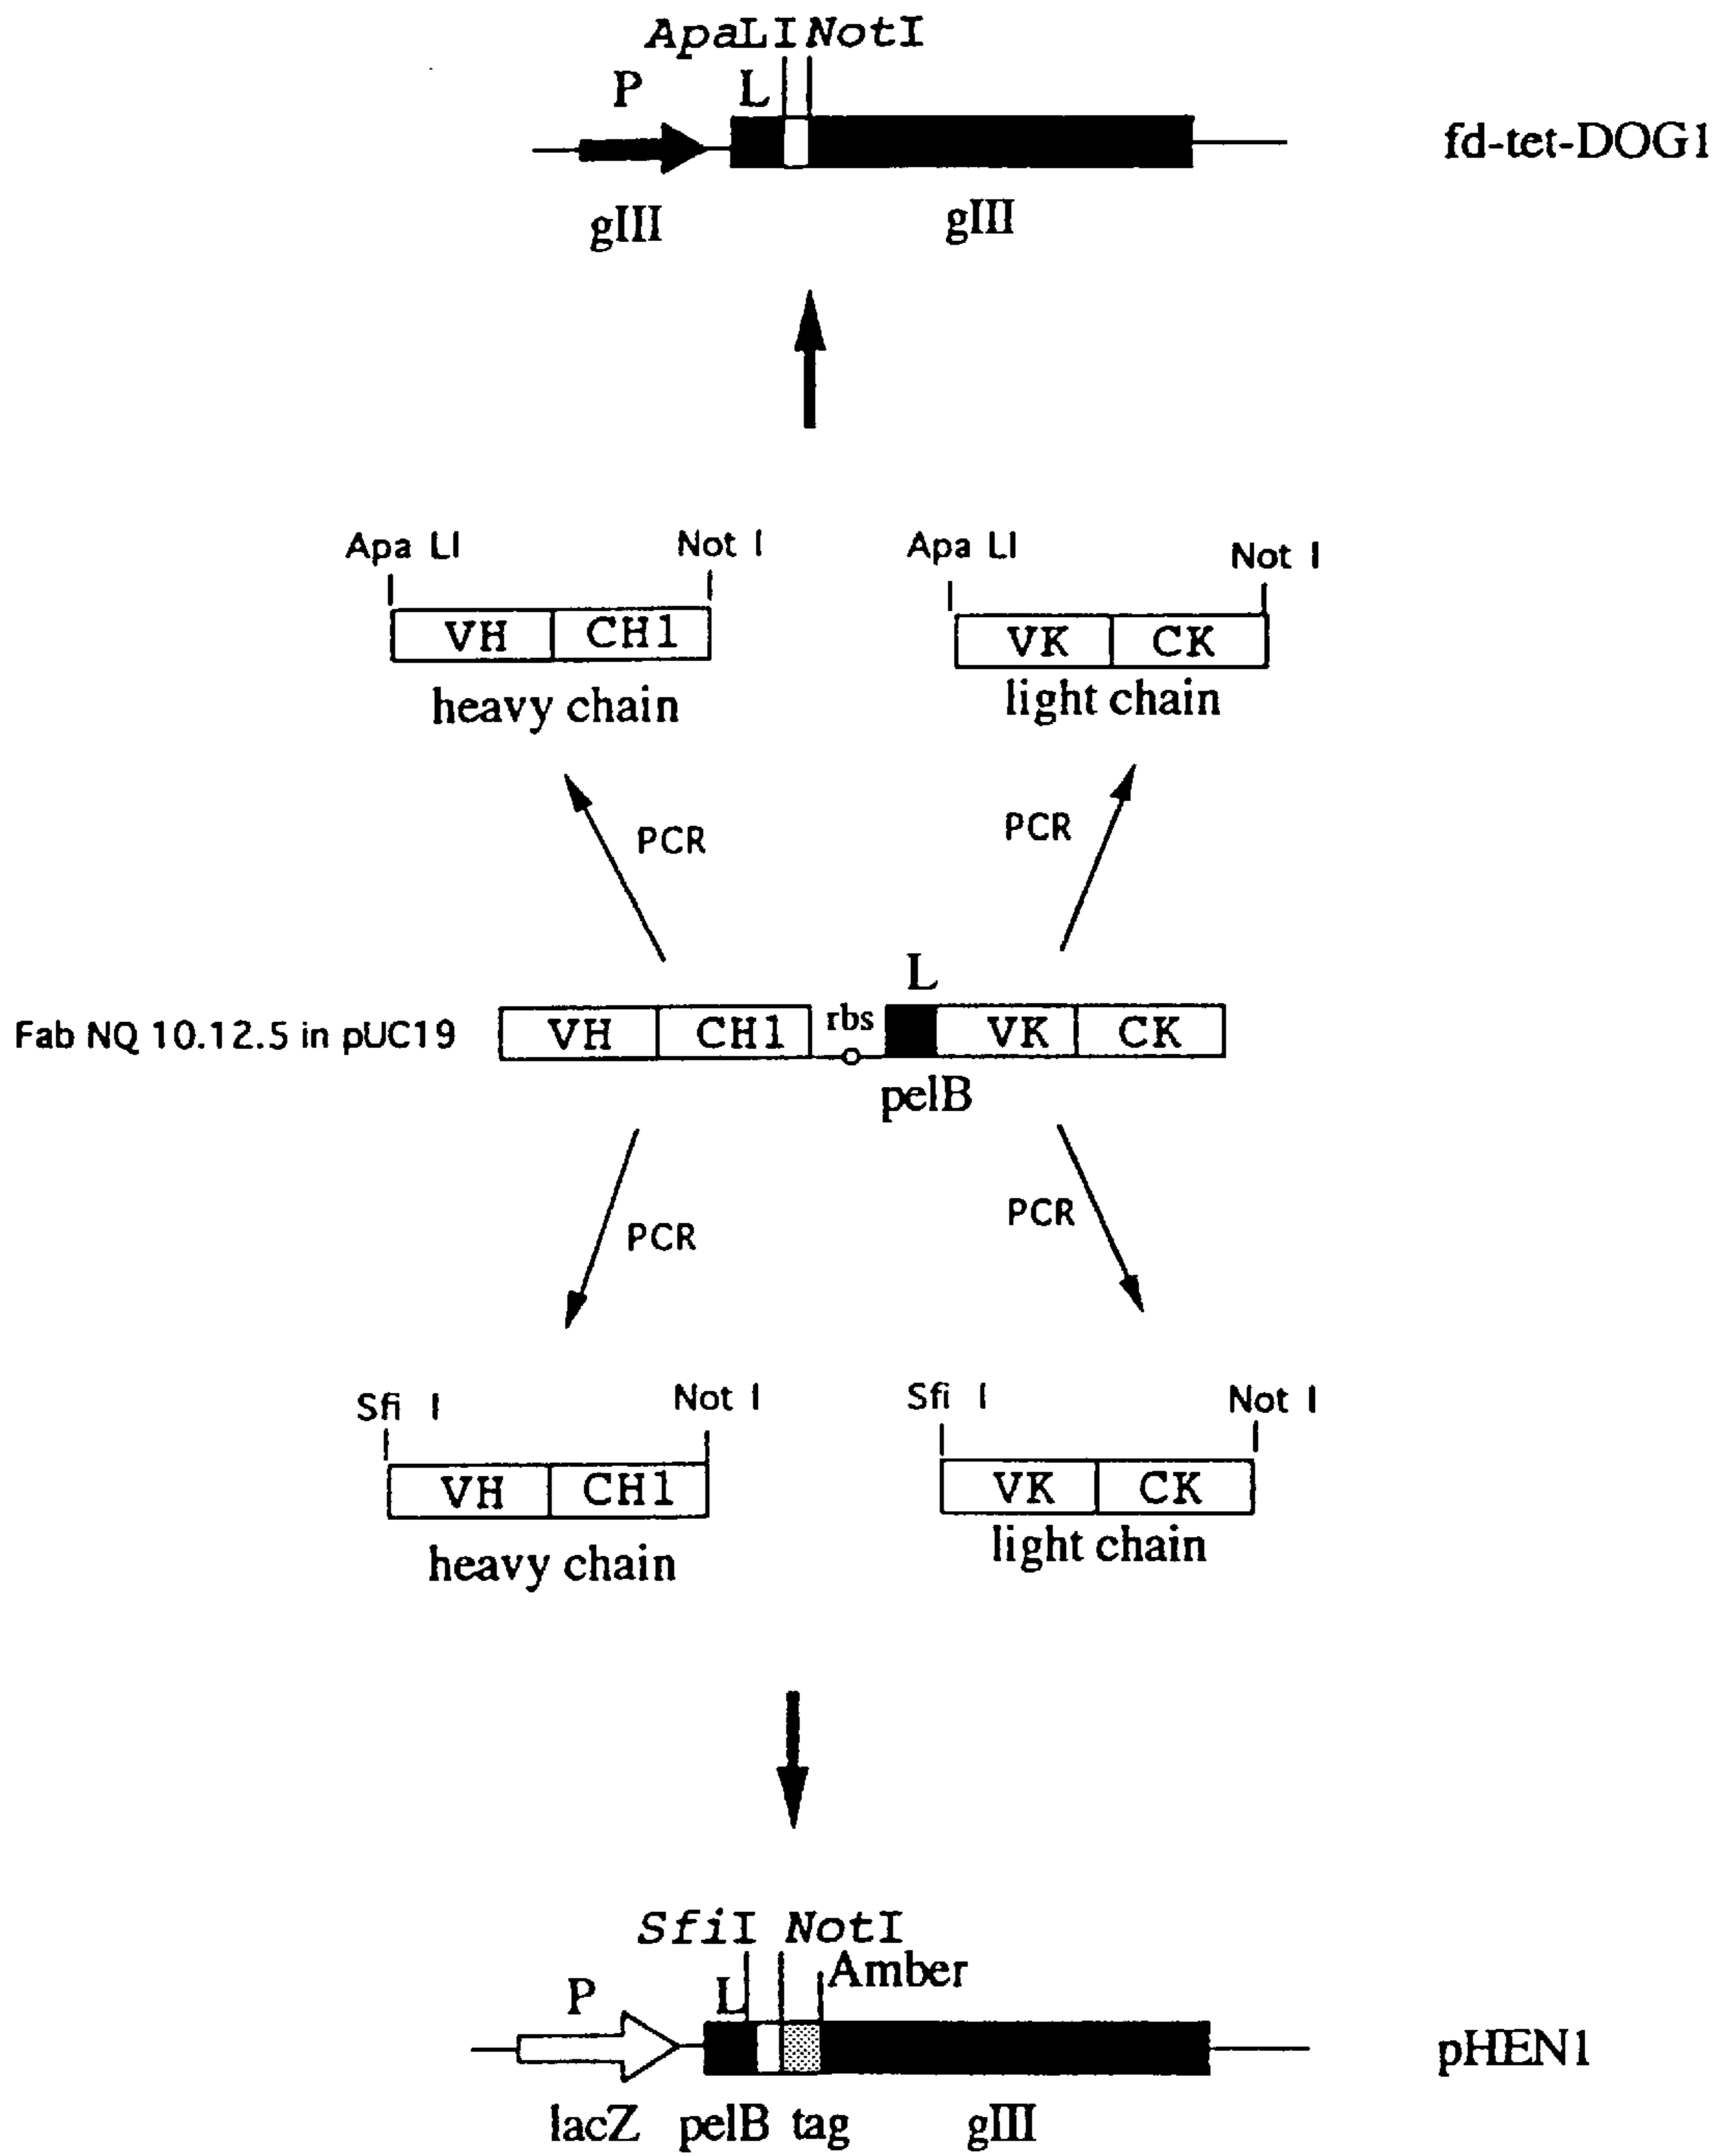 ApaLI NotI
P L
fd-tet-DOG1
gIII gIII
Apa LI Not I Apa LI Not I
VH CH1 VK CK
heavy chain light chain
PCR PCR
L
Fab NQ 10.12.5 in pUC19 VH CH1 rbs VK CK
pelB
PCR PCR
Sfi I Not I Sfi I Not I
VH CH1 VK CK
heavy chain light chain
SfiI NotI
P L Amber
pHEN1
lacZ pelB tag gIII